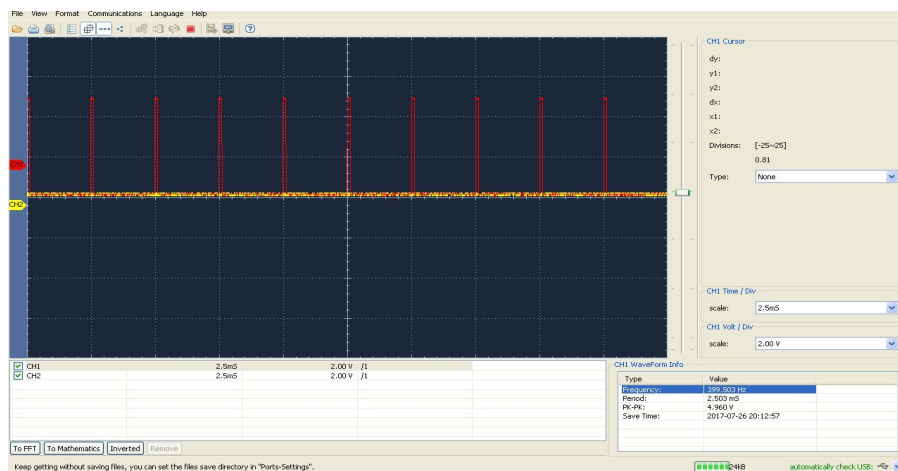 File View Format Communications Language Help
CH1 Cursor
dy:
y1:
y2:
dx:
x1:
x2:
Divisions: [-25~25]
0.81
Type: None
CH2
CH1 Time / Div
scale: 2.5mS
CH1 Volt / Div
scale: 2.00 V
CH1 2.5mS 2.00 V /1
CH2 2.5mS 2.00 V /1
CH1 WaveForm Info
Type Value
Frequency: 399.503 Hz
Period: 2.503 mS
PK-PK: 4.960 V
Save Time: 2017-07-26 20:12:57
To FFT To Mathematics Inverted Remove
Keep getting without saving files, you can set the files save directory in "Ports-Settings". 24kB automatically check USB: